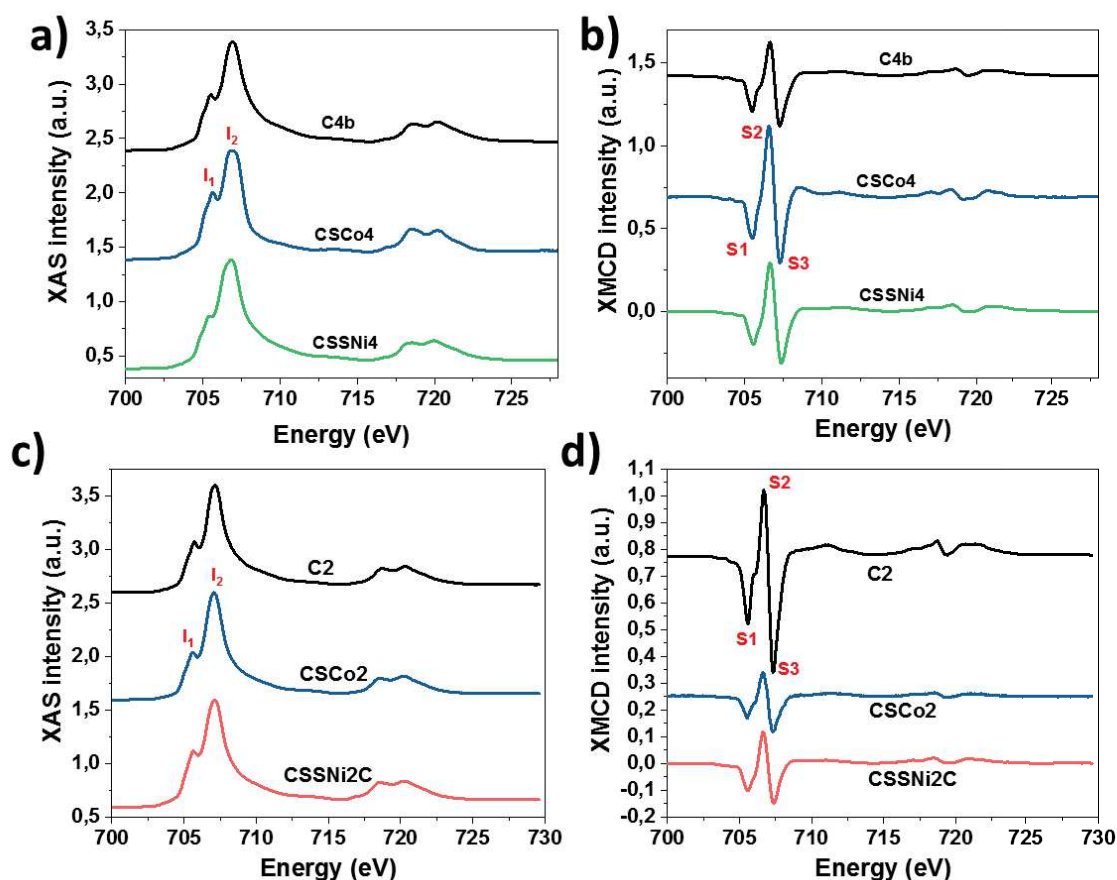 a)
XAS intensity (a.u.)
3,5
3,0
2,5
2,0
1,5
1,0
0,5
C4b
I2
I1
CSCo4
CSSNi4
700 705 710 715 720 725
Energy (eV)
b)
XMCD intensity (a.u.)
1,5
1,0
0,5
0,0
C4b
S2
CSCo4
S1
S3
CSSNi4
700 705 710 715 720 725
Energy (eV)
c)
XAS intensity (a.u.)
3,5
3,0
2,5
2,0
1,5
1,0
0,5
C2
I2
I1
CSCo2
CSSNi2C
700 705 710 715 720 725 730
Energy (eV)
d)
XMCD intensity (a.u.)
1,1
1,0
0,9
0,8
0,7
0,6
0,5
0,4
0,3
0,2
0,1
0,0
-0,1
-0,2
S2
C2
S1
S3
CSCo2
CSSNi2C
700 705 710 715 720 725 730
Energy (eV)